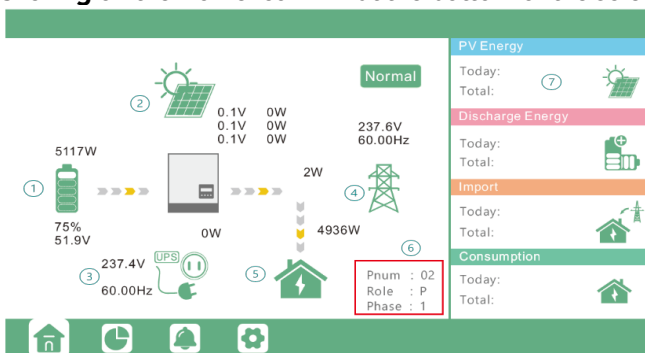 Normal
0.1V 0W
0.1V 0W
0.1V 0W
237.6V
60.00Hz
5117W
2W
75%
51.9V
0W
4936W
237.4V
UPS
60.00Hz
Pnum : 02
Role : P
Phase : 1
1
2
3
4
5
6
PV Energy
Today:
Total:
7
Discharge Energy
Today:
Total:
Import
Today:
Total:
Consumption
Today:
Total: